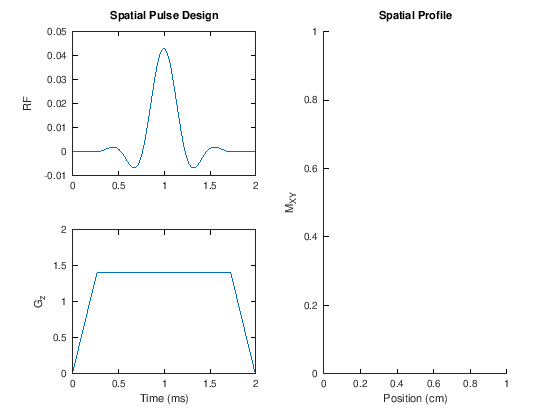 Spatial Pulse Design
0.05
0.04
0.03
0.02
0.01
0
-0.01
RF
0 0.5 1 1.5 2
2
1.5
1
0.5
0
Gz
0 0.5 1 1.5 2
Time (ms)
Spatial Profile
1
0.8
0.6
0.4
0.2
0
MXY
0 0.2 0.4 0.6 0.8 1
Position (cm)